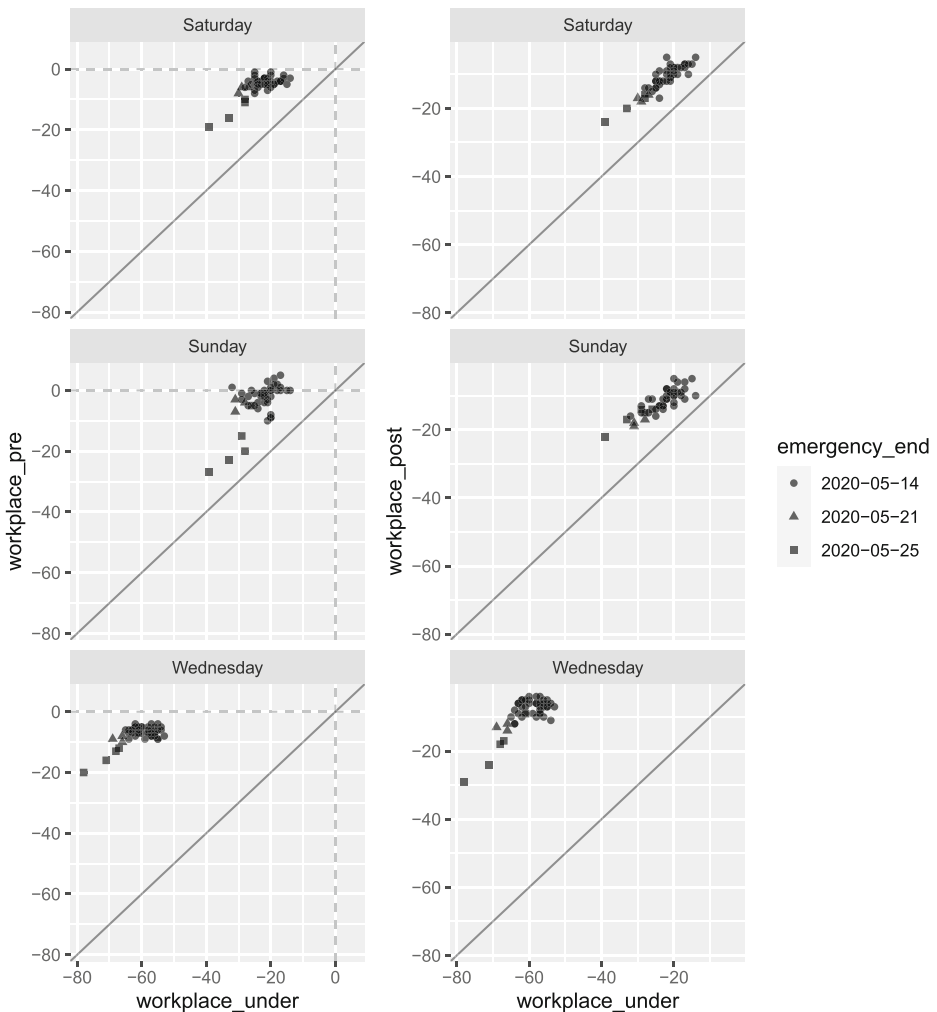 Saturday
Saturday
0
−20
−40
−60
−80
−20
−40
−60
−80
Sunday
Sunday
0
−20
−40
−60
−80
−20
−40
−60
−80
workplace_pre
workplace_post
Wednesday
Wednesday
0
−20
−40
−60
−80
−20
−40
−60
−80
−80 −60 −40 −20 0
−80 −60 −40 −20
workplace_under
workplace_under
emergency_end
2020−05−14
2020−05−21
2020−05−25